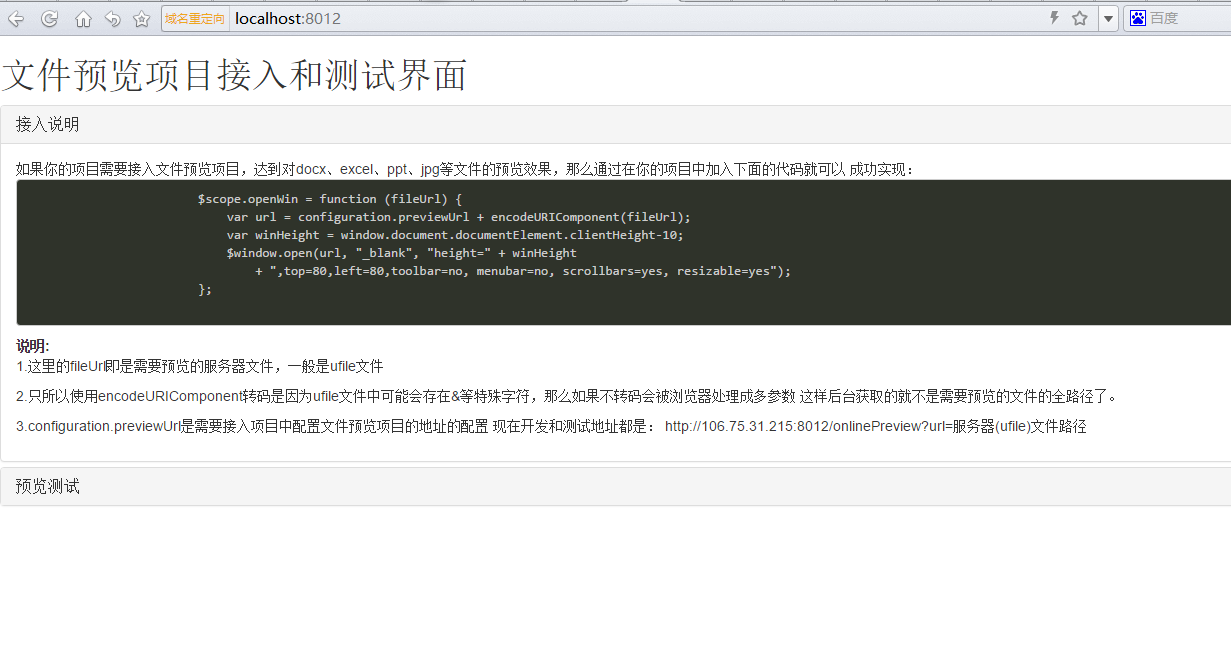 域名重定向 localhost:8012 百度
文件预览项目接入和测试界面
接入说明
如果你的项目需要接入文件预览项目，达到对docx、excel、ppt、jpg等文件的预览效果，那么通过在你的项目中加入下面的代码就可以 成功实现：
$scope.openWin = function (fileUrl) {
var url = configuration.previewUrl + encodeURIComponent(fileUrl);
var winHeight = window.document.documentElement.clientHeight-10;
$window.open(url, "_blank", "height=" + winHeight
+ ",top=80,left=80,toolbar=no, menubar=no, scrollbars=yes, resizable=yes");
};
说明:
1.这里的fileUrl即是需要预览的服务器文件，一般是ufile文件
2.只所以使用encodeURIComponent转码是因为ufile文件中可能会存在&等特殊字符，那么如果不转码会被浏览器处理成多参数 这样后台获取的就不是需要预览的文件的全路径了。
3.configuration.previewUrl是需要接入项目中配置文件预览项目的地址的配置 现在开发和测试地址都是： http://106.75.31.215:8012/onlinePreview?url=服务器(ufile)文件路径
预览测试